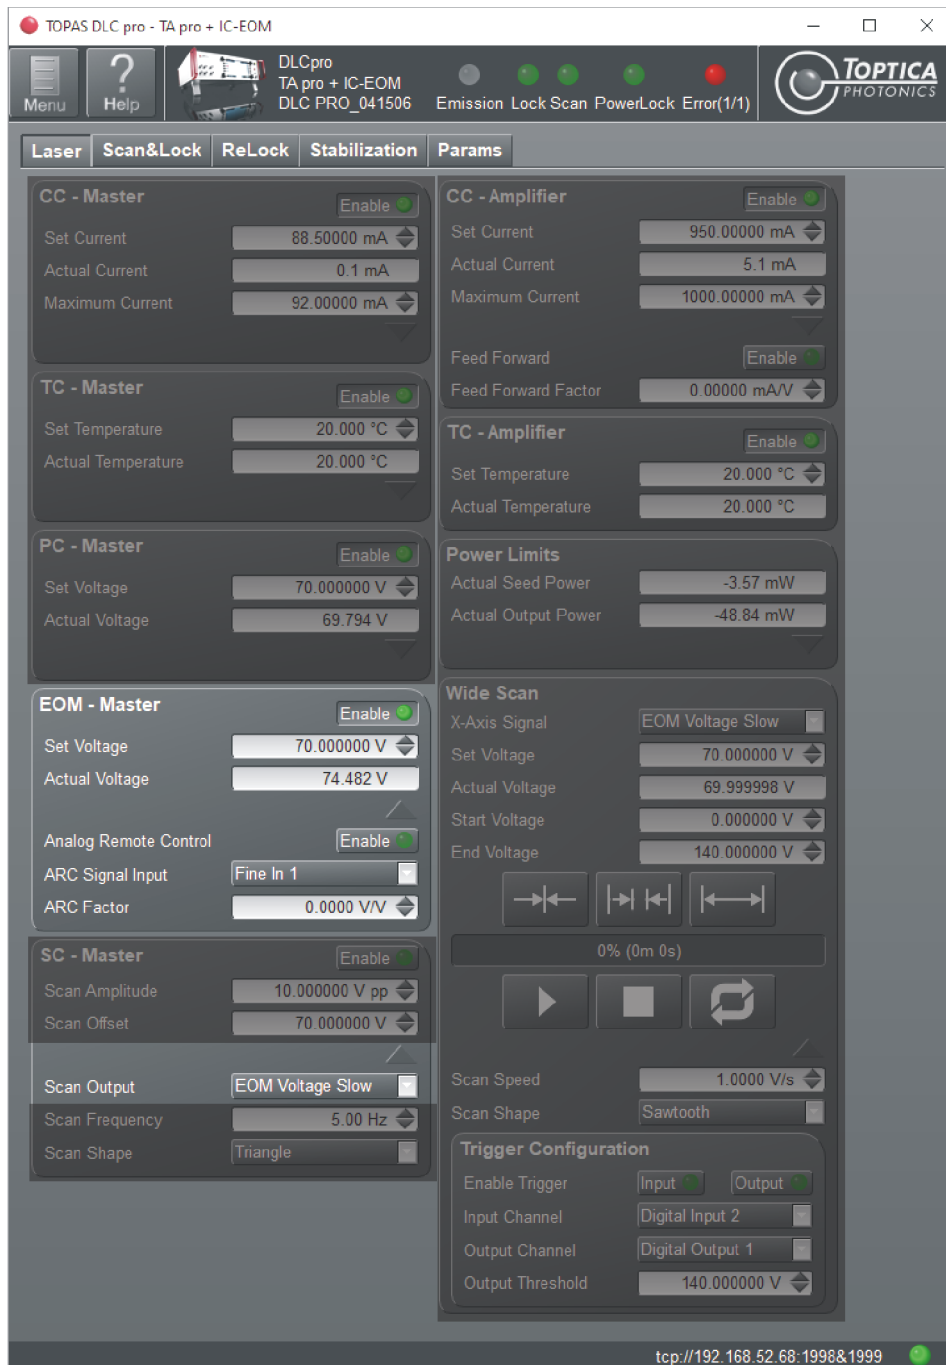 TOPAS DLC pro - TA pro + IC-EOM
Menu
Help
DLCpro
TA pro + IC-EOM
DLC PRO_041506
Emission Lock Scan PowerLock Error(1/1)
TOPTICA
PHOTONICS
Laser Scan&Lock ReLock Stabilization Params
CC - Master
Enable
Set Current 88.50000 mA
Actual Current 0.1 mA
Maximum Current 92.00000 mA
TC - Master
Enable
Set Temperature 20.000 °C
Actual Temperature 20.000 °C
PC - Master
Enable
Set Voltage 70.000000 V
Actual Voltage 69.794 V
EOM - Master
Enable
Set Voltage 70.000000 V
Actual Voltage 74.482 V
Analog Remote Control Enable
ARC Signal Input Fine In 1
ARC Factor 0.0000 V/V
SC - Master
Enable
Scan Amplitude 10.000000 V pp
Scan Offset 70.000000 V
Scan Output EOM Voltage Slow
Scan Frequency 5.00 Hz
Scan Shape Triangle
CC - Amplifier
Enable
Set Current 950.00000 mA
Actual Current 5.1 mA
Maximum Current 1000.00000 mA
Feed Forward Enable
Feed Forward Factor 0.00000 mA/V
TC - Amplifier
Enable
Set Temperature 20.000 °C
Actual Temperature 20.000 °C
Power Limits
Actual Seed Power -3.57 mW
Actual Output Power -48.84 mW
Wide Scan
X-Axis Signal EOM Voltage Slow
Set Voltage 70.000000 V
Actual Voltage 69.999998 V
Start Voltage 0.000000 V
End Voltage 140.000000 V
0% (0m 0s)
Scan Speed 1.0000 V/s
Scan Shape Sawtooth
Trigger Configuration
Enable Trigger Input Output
Input Channel Digital Input 2
Output Channel Digital Output 1
Output Threshold 140.000000 V
tcp://192.168.52.68:1998&1999